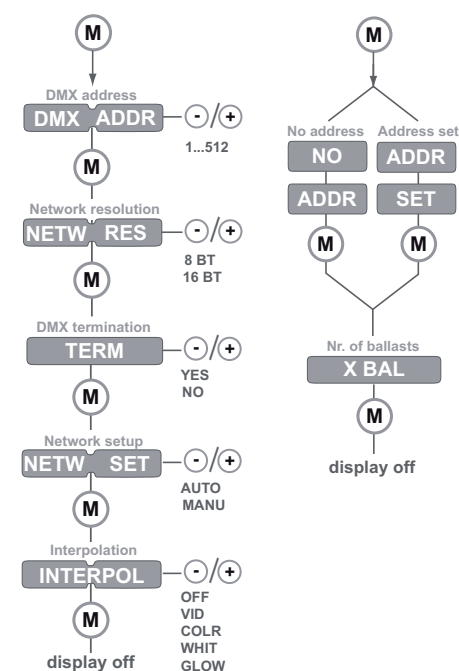 M
DMX address
DMX ADDR
-/+
1...512
M
Network resolution
NETW RES
-/+
8 BT
16 BT
M
DMX termination
TERM
-/+
YES
NO
M
Network setup
NETW SET
-/+
AUTO
MANU
M
Interpolation
INTERPOL
-/+
OFF
VID
COLR
WHIT
GLOW
M
display off
M
No address Address set
NO ADDR
ADDR SET
M M
Nr. of ballasts
X BAL
M
display off